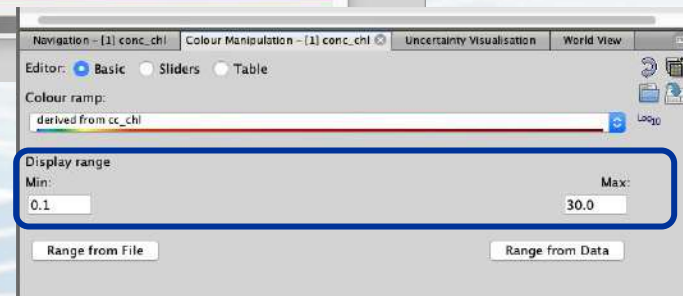 Navigation - [1] conc_chl Colour Manipulation - [1] conc_chl Uncertainty Visualisation World View
Editor: Basic Sliders Table
Colour ramp:
derived from cc_chl
Log10
Display range
Min: Max:
0.1 30.0
Range from File Range from Data